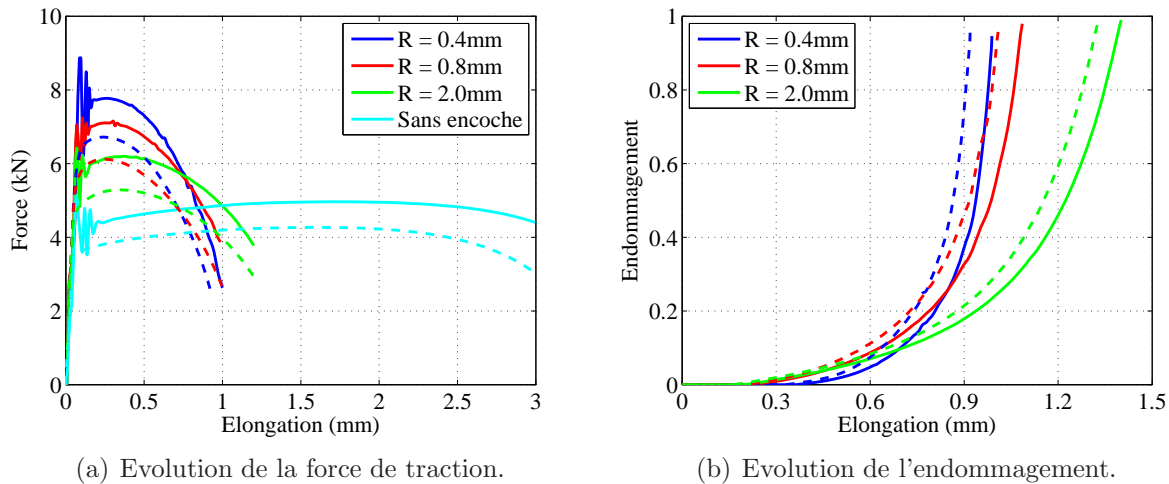 10
8
6
4
2
0
Force (kN)
0
0.5
1
1.5
2
2.5
3
Elongation (mm)
R = 0.4mm
R = 0.8mm
R = 2.0mm
Sans encoche
(a) Evolution de la force de traction.
1
0.8
0.6
0.4
0.2
0
Endommagement
0
0.3
0.6
0.9
1.2
1.5
Elongation (mm)
R = 0.4mm
R = 0.8mm
R = 2.0mm
(b) Evolution de l'endommagement.